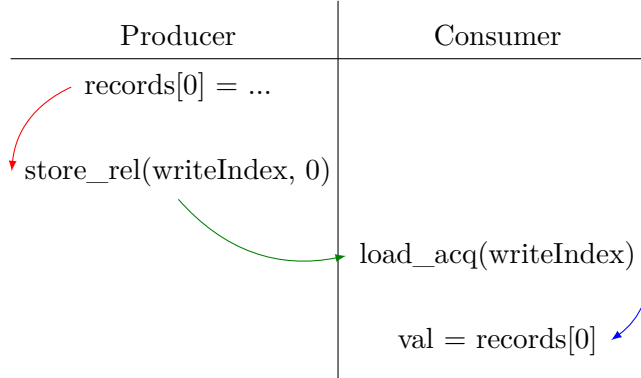 Producer Consumer
records[0] = ...
store_rel(writeIndex, 0)
load_acq(writeIndex)
val = records[0]